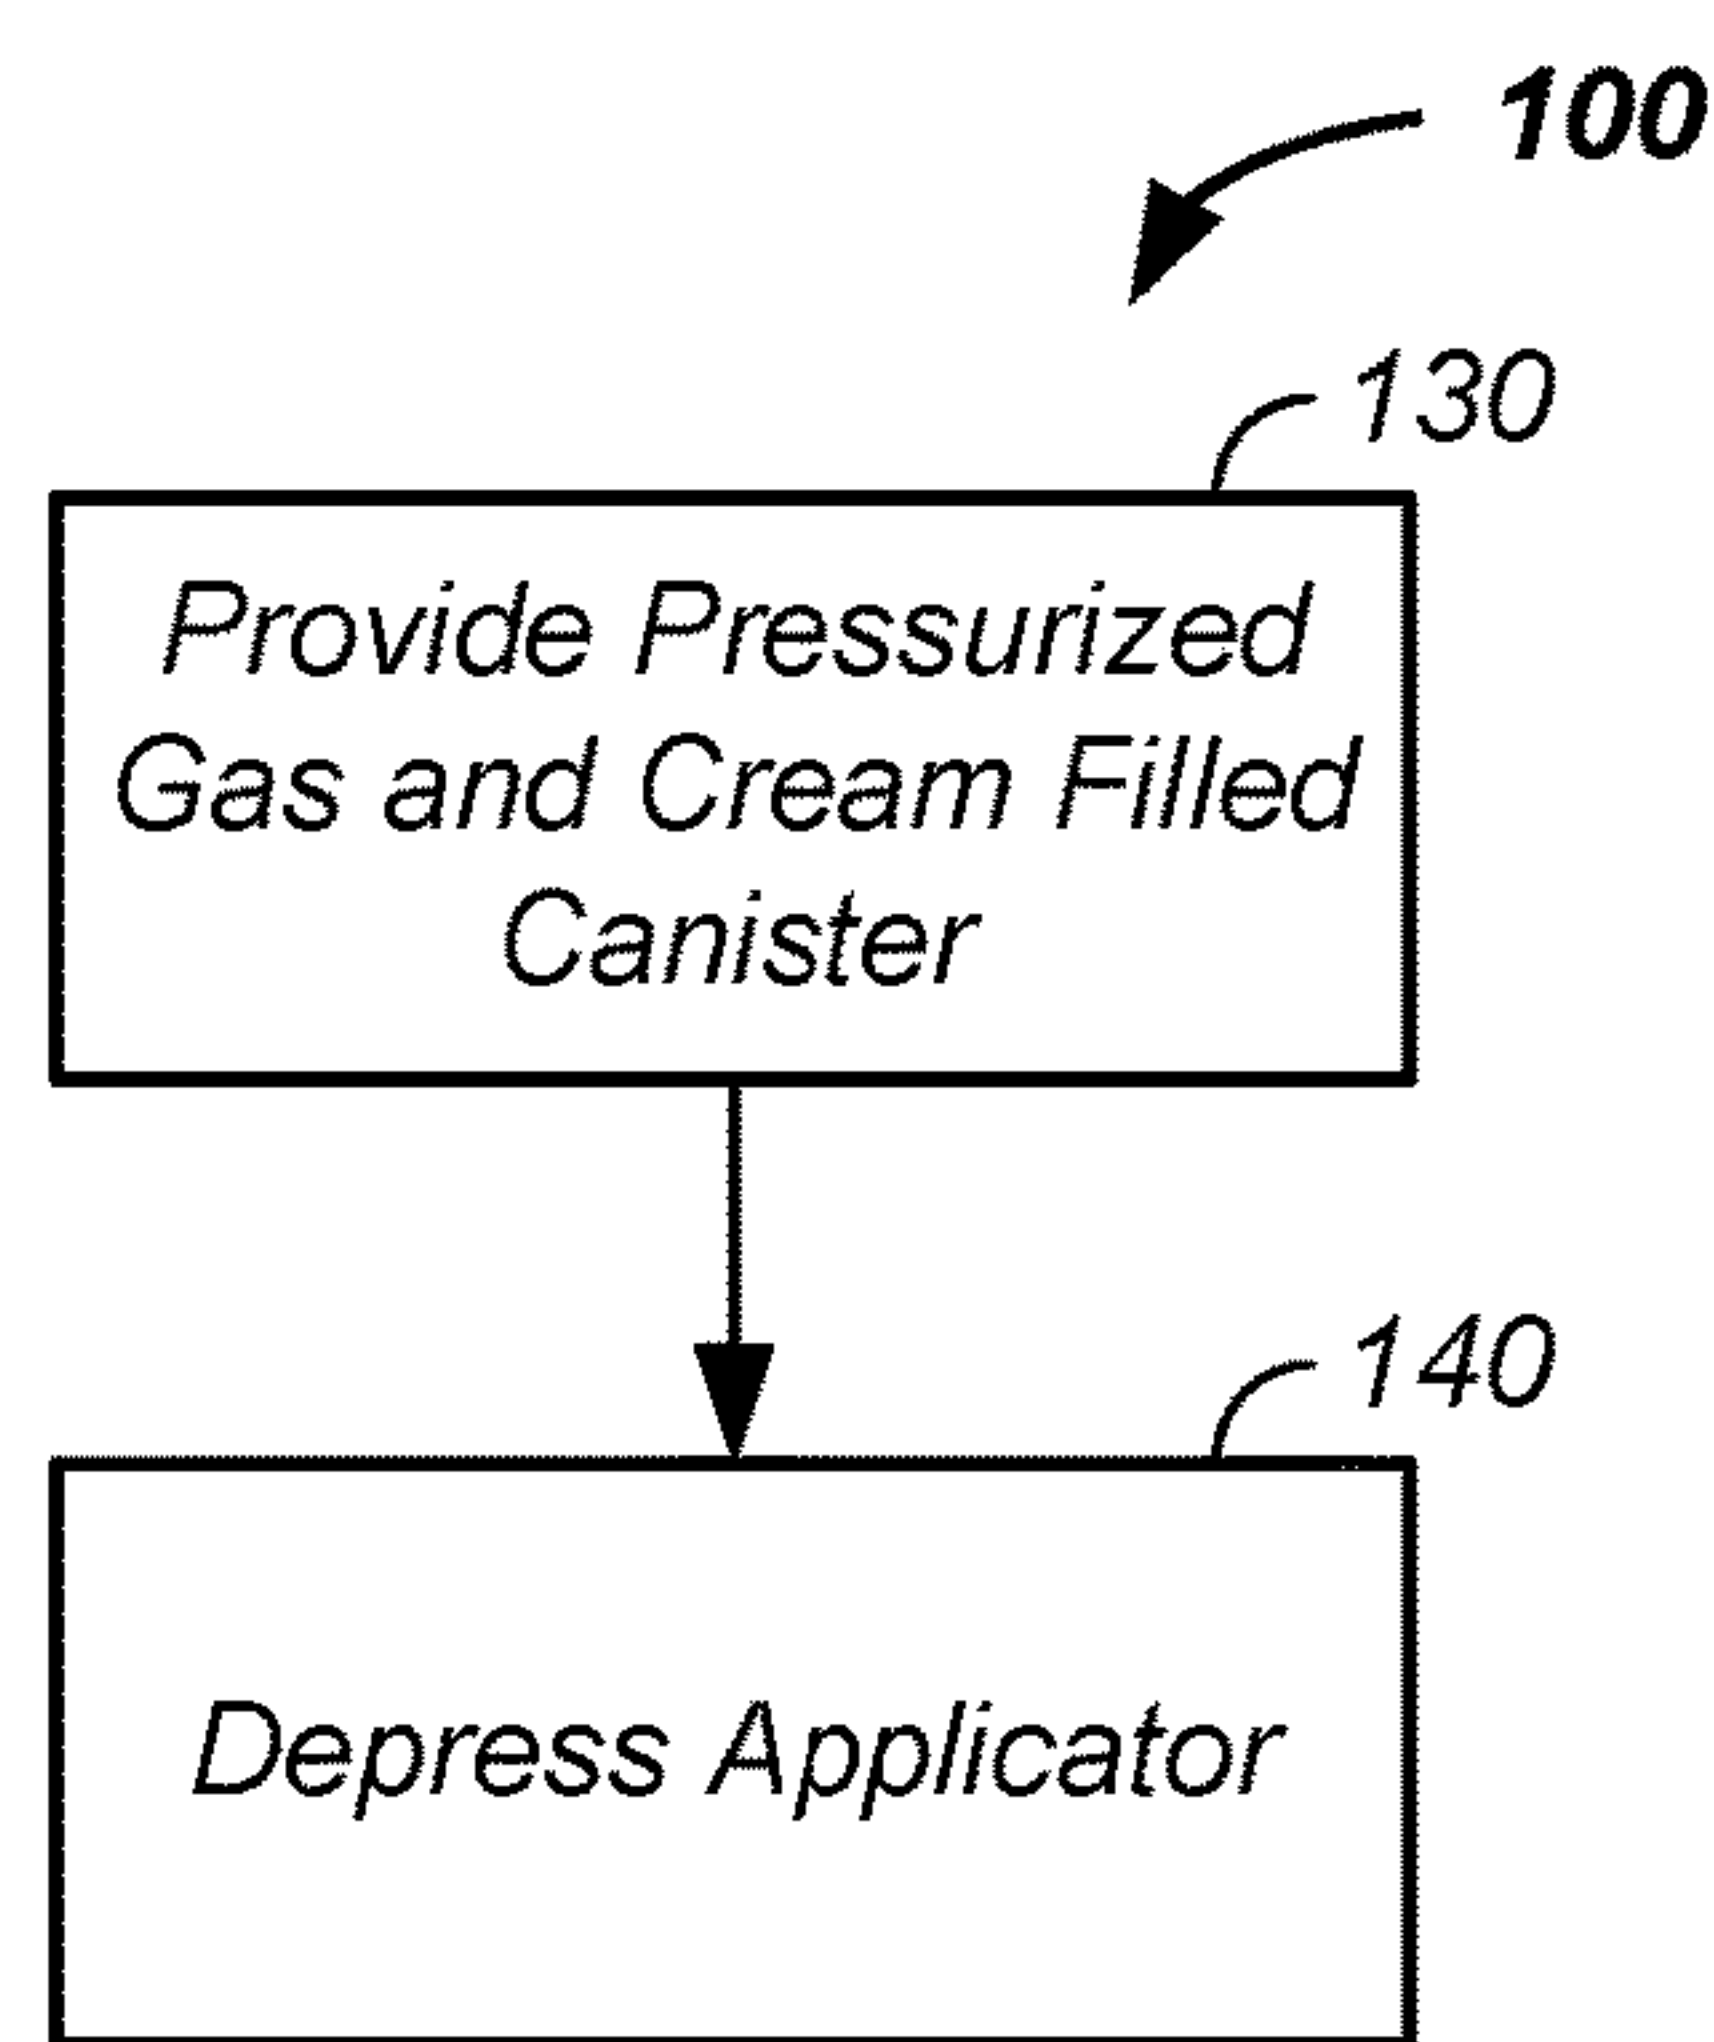 100
130
Provide Pressurized
Gas and Cream Filled
Canister
140
Depress Applicator